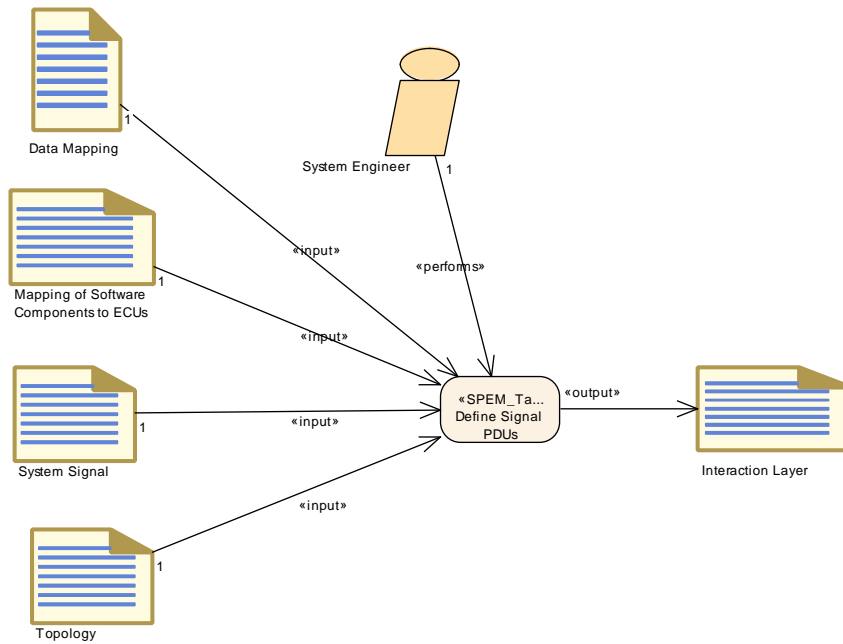 1
Data Mapping
System Engineer
1
«input»
«performs»
1
Mapping of Software
Components to ECUs
«input»
«SPEM_Ta...
Define Signal
PDUs
«output»
1
«input»
System Signal
Interaction Layer
«input»
1
Topology